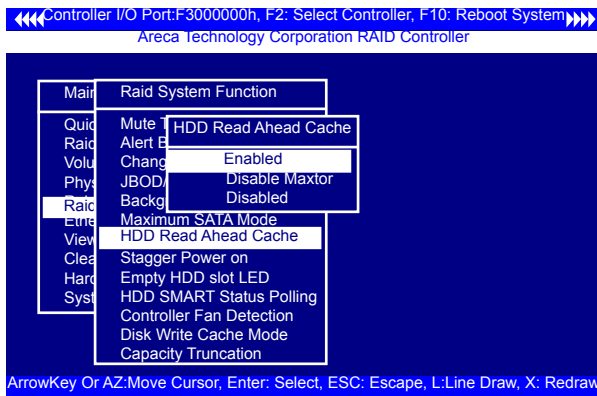 Controller I/O Port:F3000000h, F2: Select Controller, F10: Reboot System
Areca Technology Corporation RAID Controller
Mair
Quic
Raid
Volu
Phys
Raid
Ethe
View
Clea
Hard
Syst
Raid System Function
Mute T
Alert B
Chang
JBOD/
Backg
Maximum SATA Mode
HDD Read Ahead Cache
Stagger Power on
Empty HDD slot LED
HDD SMART Status Polling
Controller Fan Detection
Disk Write Cache Mode
Capacity Truncation
HDD Read Ahead Cache
Enabled
Disable Maxtor
Disabled
ArrowKey Or AZ:Move Cursor, Enter: Select, ESC: Escape, L:Line Draw, X: Redraw